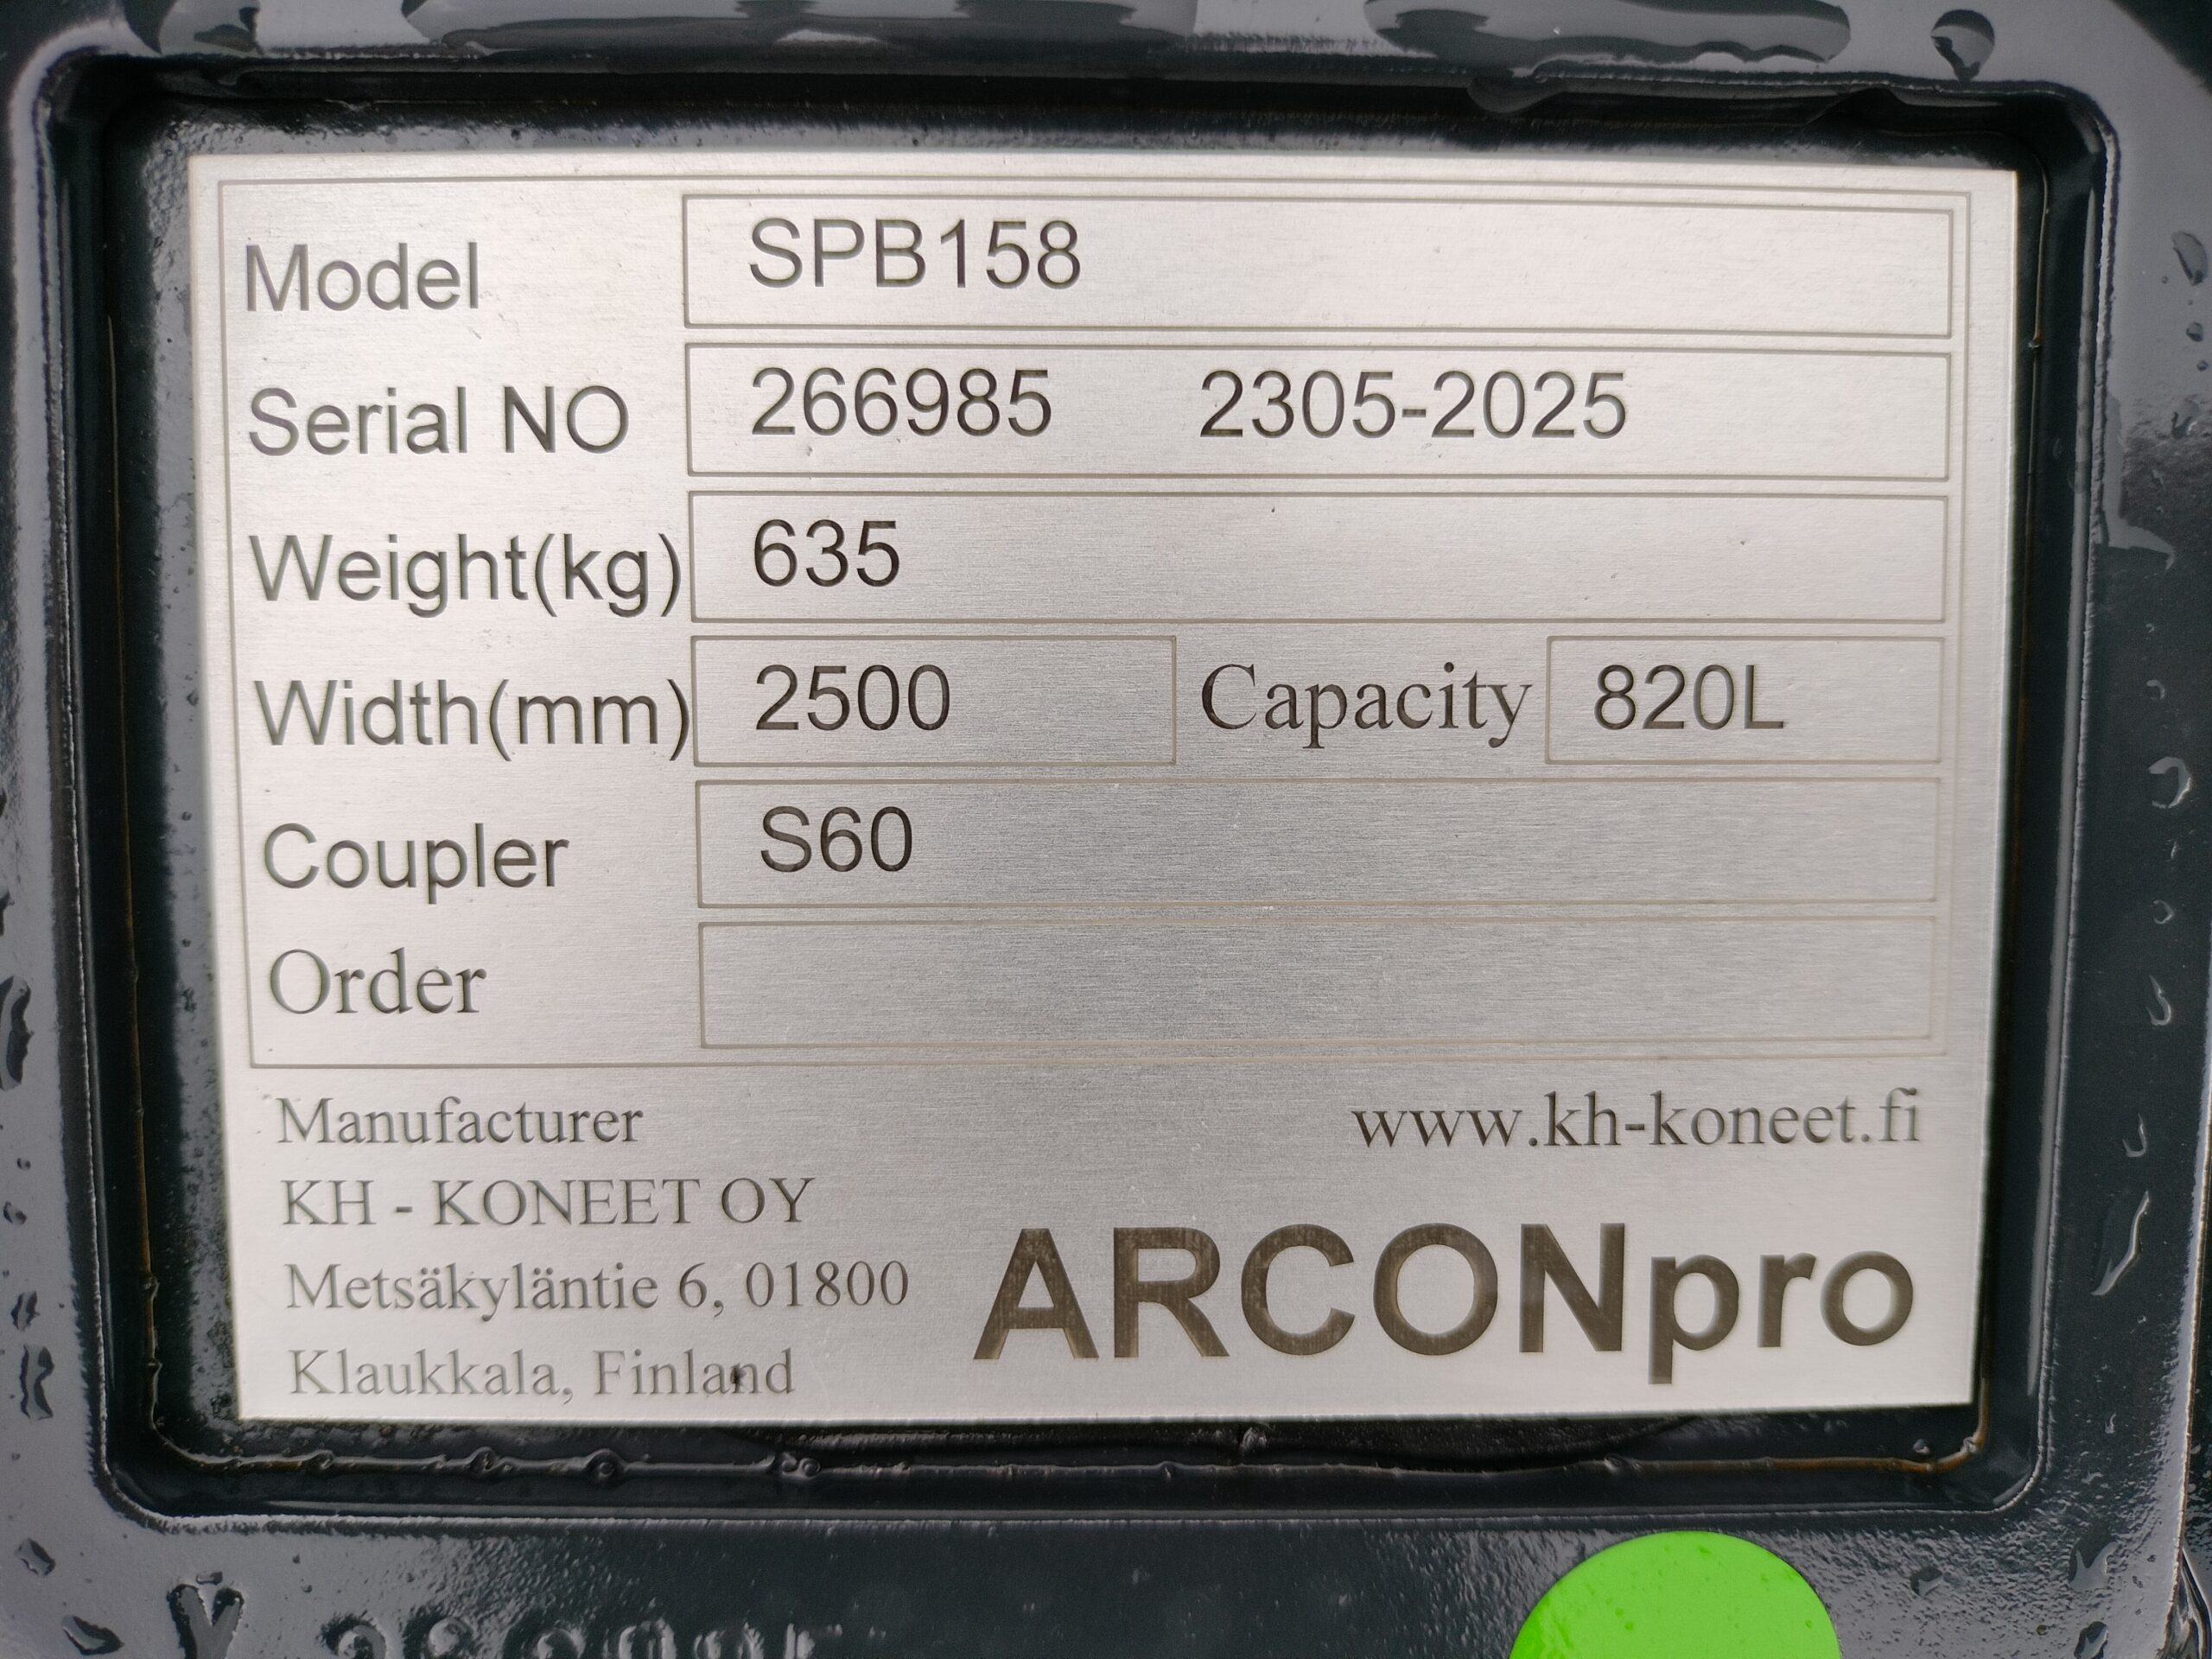 Model SPB158
Serial NO 266985 2305-2025
Weight(kg) 635
Width(mm) 2500 Capacity 820L
Coupler S60
Order
Manufacturer www.kh-koneet.fi
KH - KONEET OY
Metsäkyläntie 6, 01800
Klaukkala, Finland
ARCONpro